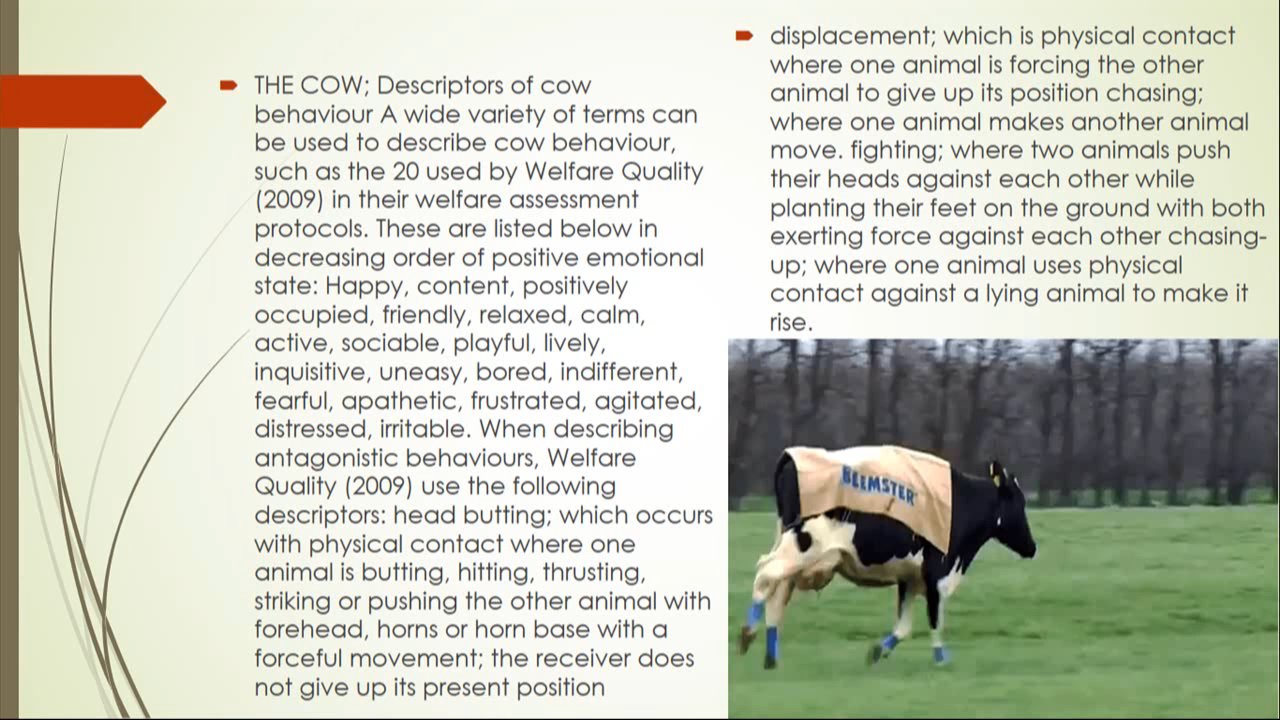 THE COW; Descriptors of cow
behaviour A wide variety of terms can
be used to describe cow behaviour,
such as the 20 used by Welfare Quality
(2009) in their welfare assessment
protocols. These are listed below in
decreasing order of positive emotional
state: Happy, content, positively
occupied, friendly, relaxed, calm,
active, sociable, playful, lively,
inquisitive, uneasy, bored, indifferent,
fearful, apathetic, frustrated, agitated,
distressed, irritable. When describing
antagonistic behaviours, Welfare
Quality (2009) use the following
descriptors: head butting; which occurs
with physical contact where one
animal is butting, hitting, thrusting,
striking or pushing the other animal with
forehead, horns or horn base with a
forceful movement; the receiver does
not give up its present position
displacement; which is physical contact
where one animal is forcing the other
animal to give up its position chasing;
where one animal makes another animal
move. fighting; where two animals push
their heads against each other while
planting their feet on the ground with both
exerting force against each other chasing-
up; where one animal uses physical
contact against a lying animal to make it
rise.
BEEMSTER